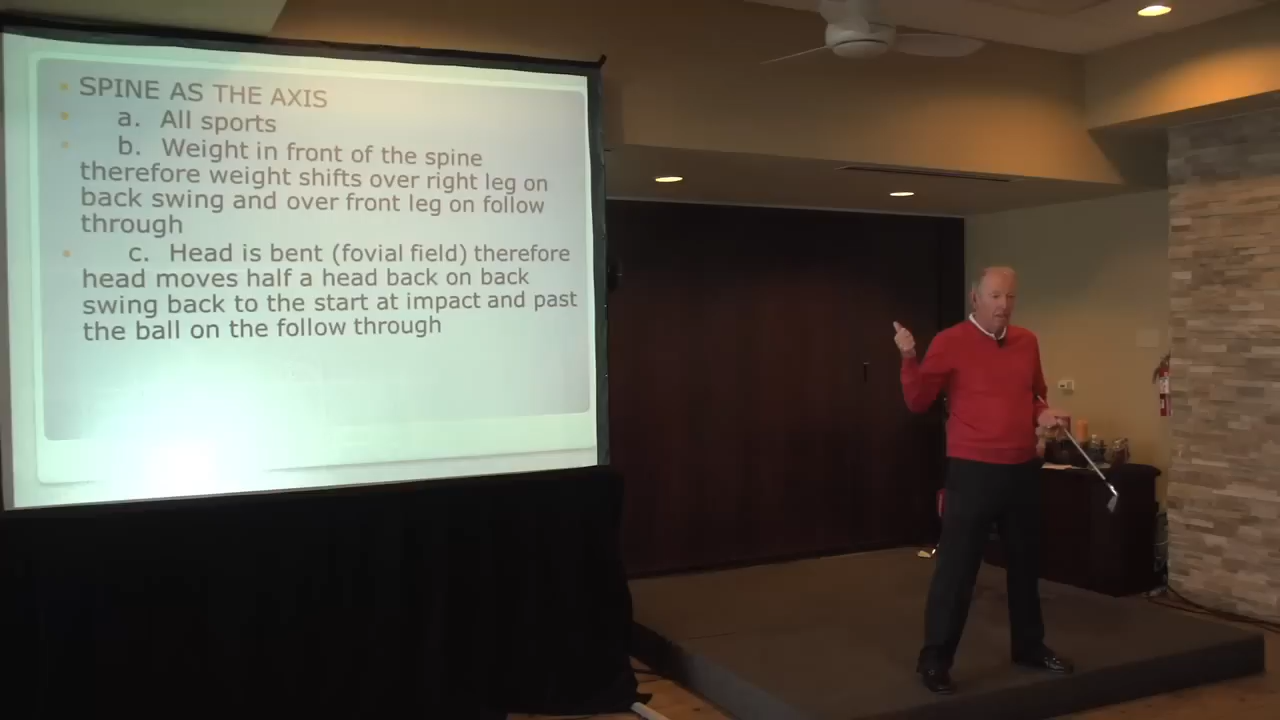 SPINE AS THE AXIS
a. All sports
b. Weight in front of the spine
therefore weight shifts over right leg on
back swing and over front leg on follow
through
c. Head is bent (fovial field) therefore
head moves half a head back on back
swing back to the start at impact and past
the ball on the follow through